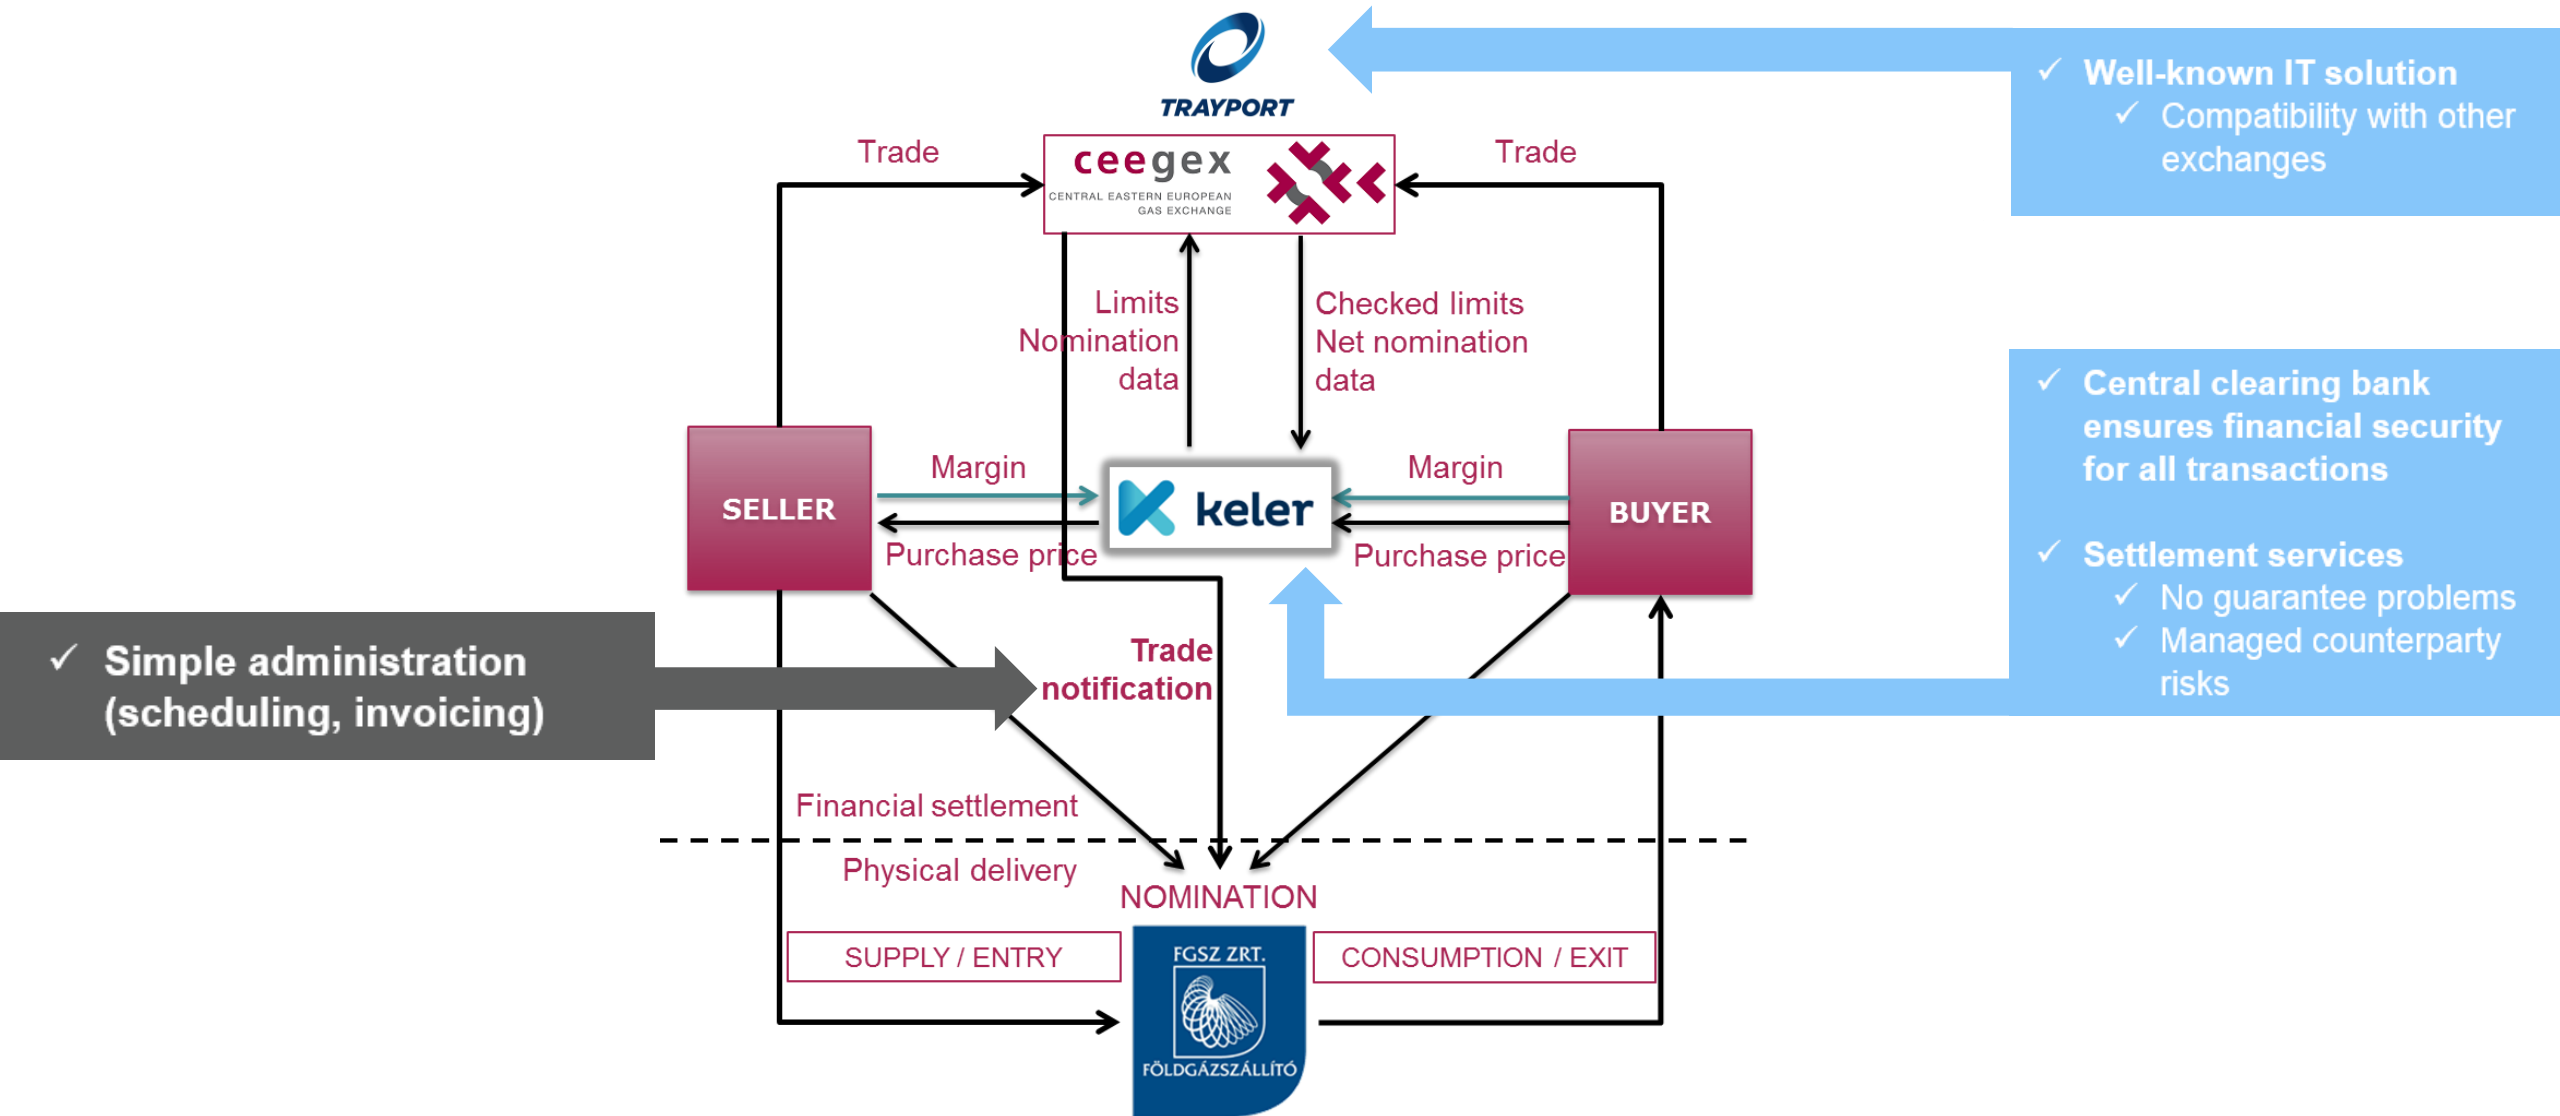 TRAYPORT
✓ Well-known IT solution
✓ Compatibility with other
exchanges
Trade
ceegex
CENTRAL EASTERN EUROPEAN
GAS EXCHANGE
Trade
Limits
Nomination
data
Checked limits
Net nomination
data
✓ Central clearing bank
ensures financial security
for all transactions
✓ Settlement services
✓ No guarantee problems
✓ Managed counterparty
risks
SELLER
Margin
Purchase price
keler
Margin
Purchase price
BUYER
✓ Simple administration
(scheduling, invoicing)
Trade
notification
Financial settlement
Physical delivery
NOMINATION
SUPPLY / ENTRY
FGSZ ZRT.
FÖLDGÁZSZÁLLÍTÓ
CONSUMPTION / EXIT